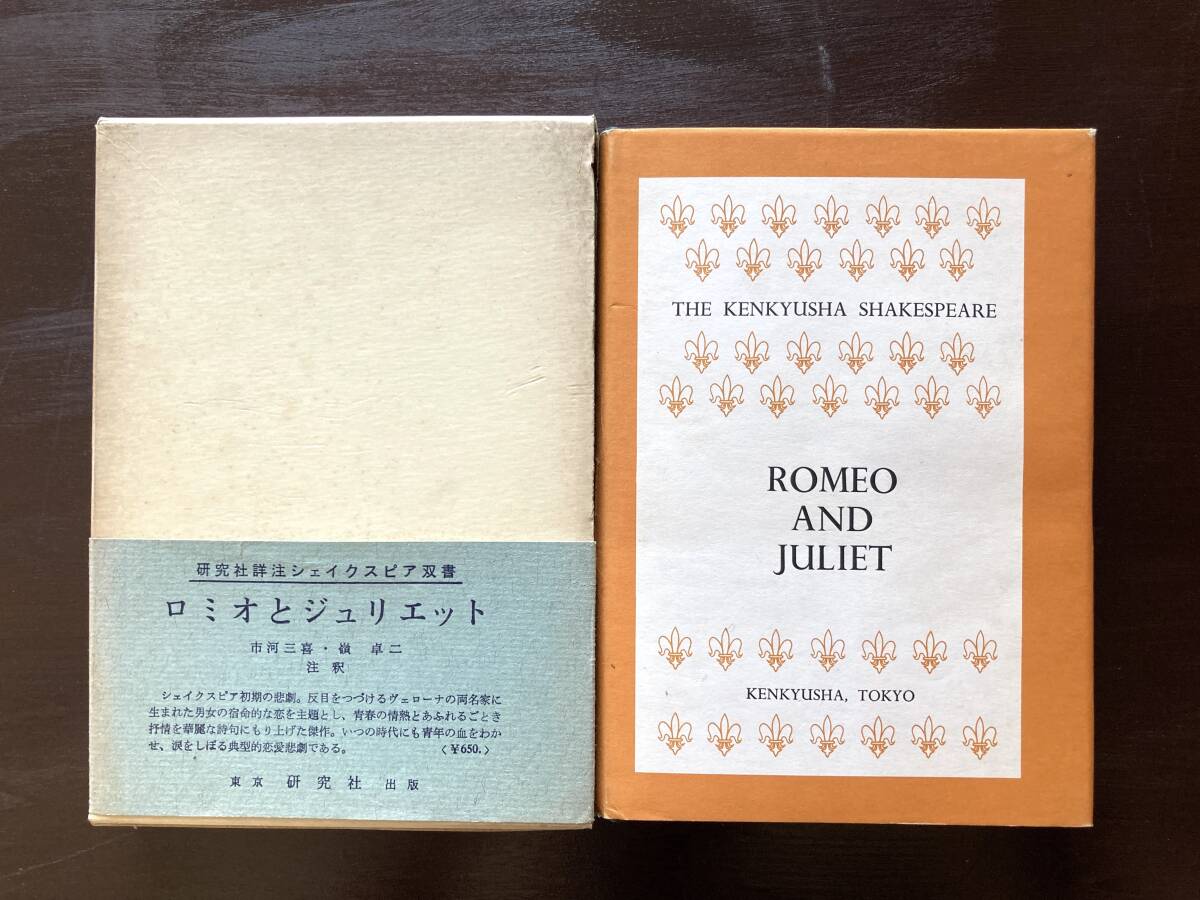 研究社詳注シェイクスピア双書
ロミオとジュリエット
市河三喜・嶺 卓二
注釈
シェイクスピア初期の悲劇。反目をつづけるヴェローナの両名家に
生まれた男女の宿命的な恋を主題とし、青春の情熱とあふれるごとき
抒情を華麗な詩句にもり上げた傑作。いつの時代にも青年の血をわか
せ、涙をしぼる典型的恋愛悲劇である。 〈¥650.〉
東京 研究社 出版
THE KENKYUSHA SHAKESPEARE
ROMEO
AND
JULIET
KENKYUSHA, TOKYO